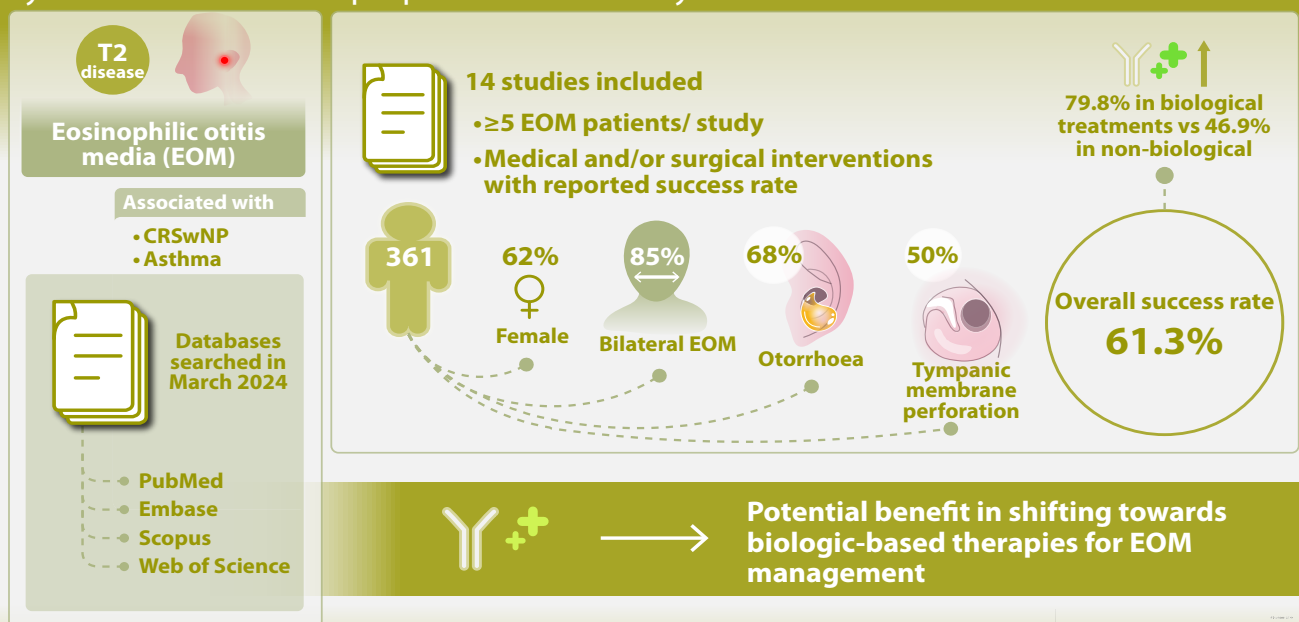 T2
disease
Eosinophilic otitis
media (EOM)
Associated with
•CRSwNP
•Asthma
Databases
searched in
March 2024
PubMed
Embase
Scopus
Web of Science
14 studies included
•≥5 EOM patients/ study
•Medical and/or surgical interventions
with reported success rate
361
62%
Female
85%
Bilateral EOM
68%
Otorrhoea
50%
Tympanic
membrane
perforation
79.8% in biological
treatments vs 46.9%
in non-biological
Overall success rate
61.3%
Potential benefit in shifting towards
biologic-based therapies for EOM
management